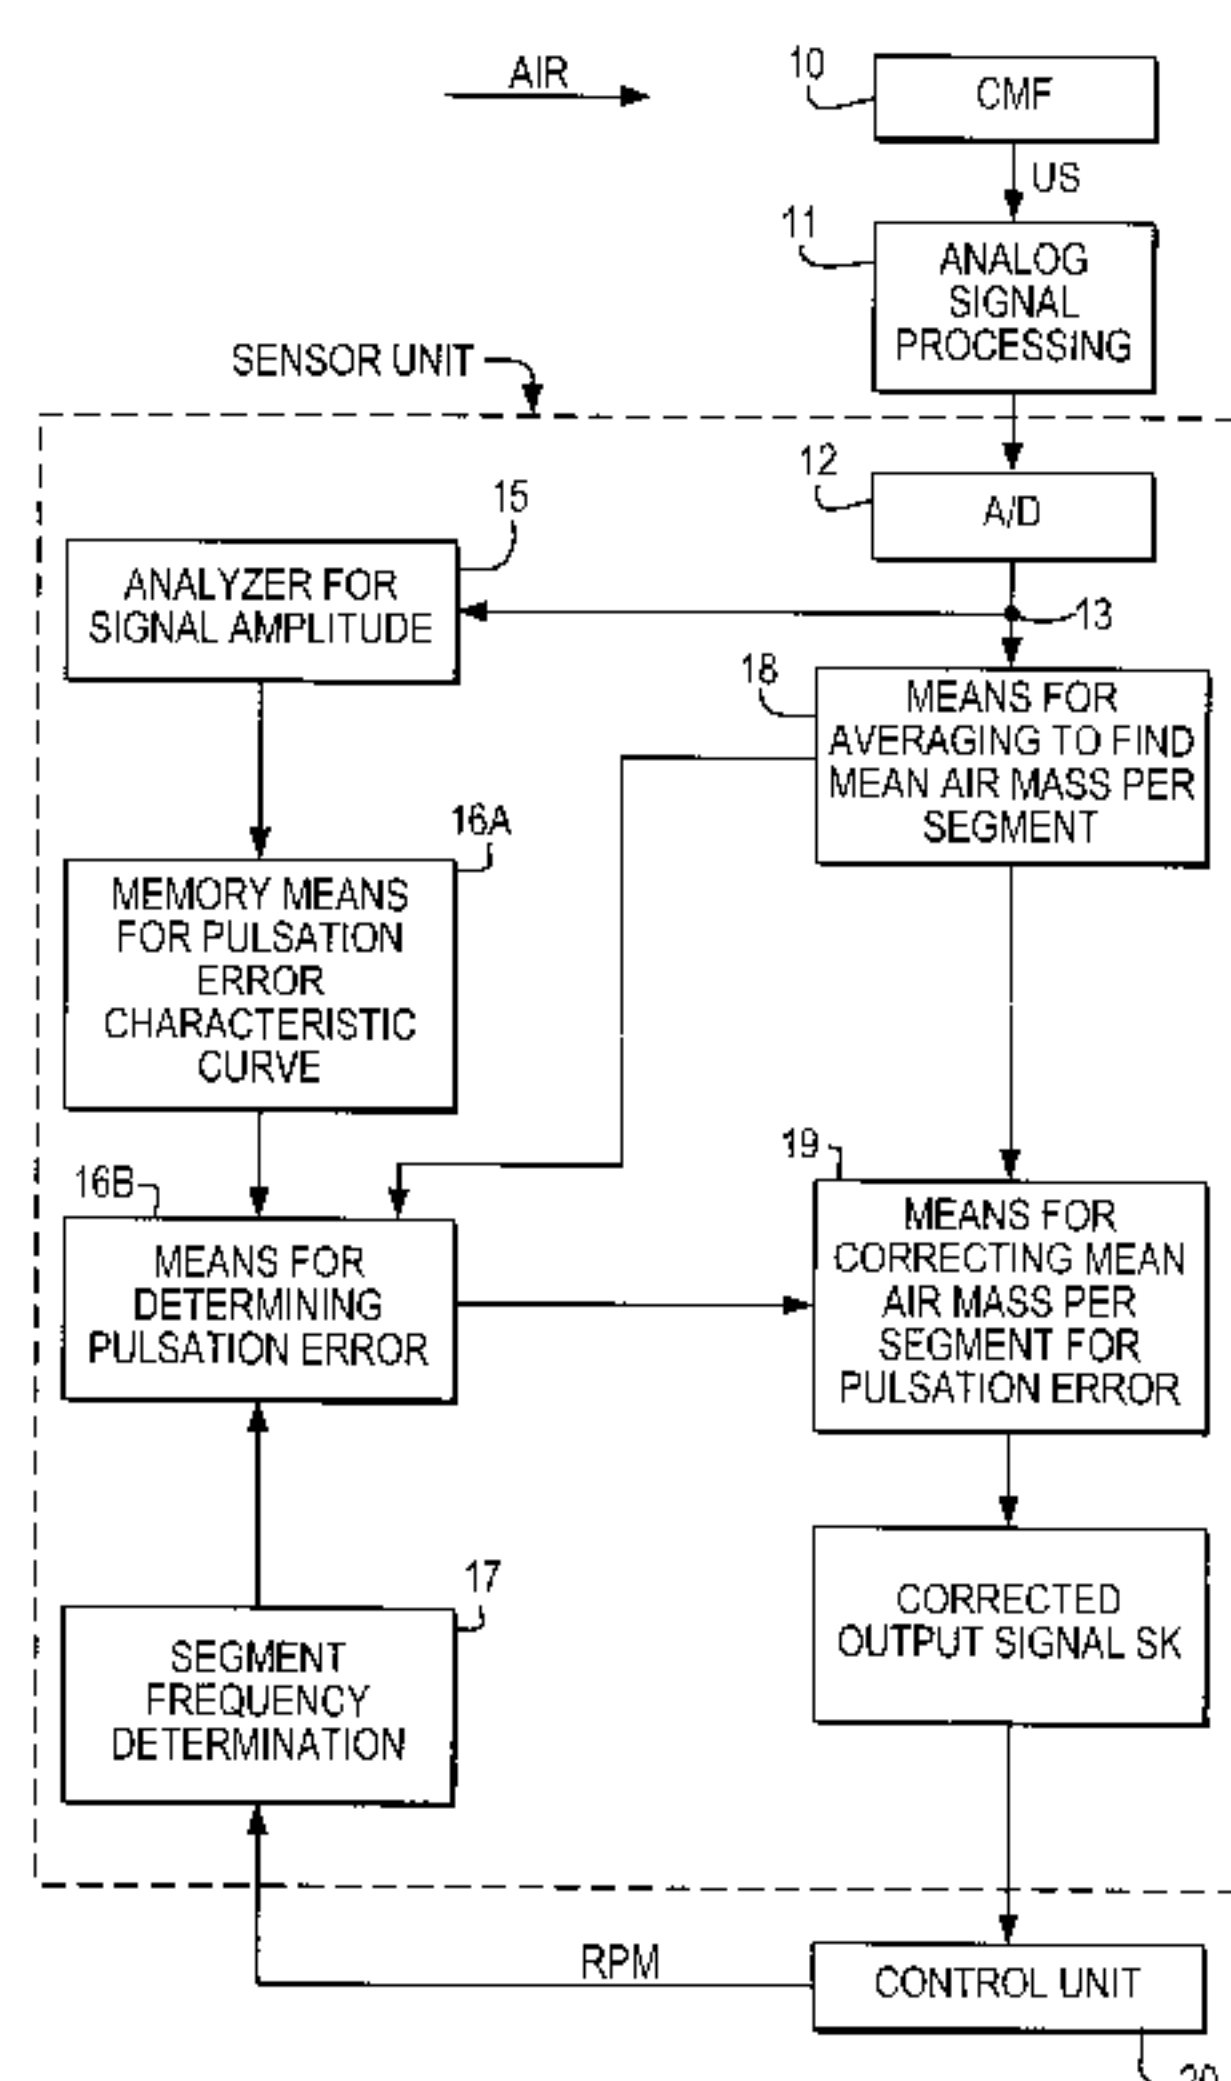 AIR
10
CMF
US
11
ANALOG
SIGNAL
PROCESSING
SENSOR UNIT
12
A/D
15
ANALYZER FOR
SIGNAL AMPLITUDE
13
18
MEANS FOR
AVERAGING TO FIND
MEAN AIR MASS PER
SEGMENT
16A
MEMORY MEANS
FOR PULSATION
ERROR
CHARACTERISTIC
CURVE
16B
MEANS FOR
DETERMINING
PULSATION ERROR
19
MEANS FOR
CORRECTING MEAN
AIR MASS PER
SEGMENT FOR
PULSATION ERROR
17
SEGMENT
FREQUENCY
DETERMINATION
CORRECTED
OUTPUT SIGNAL SK
RPM
CONTROL UNIT